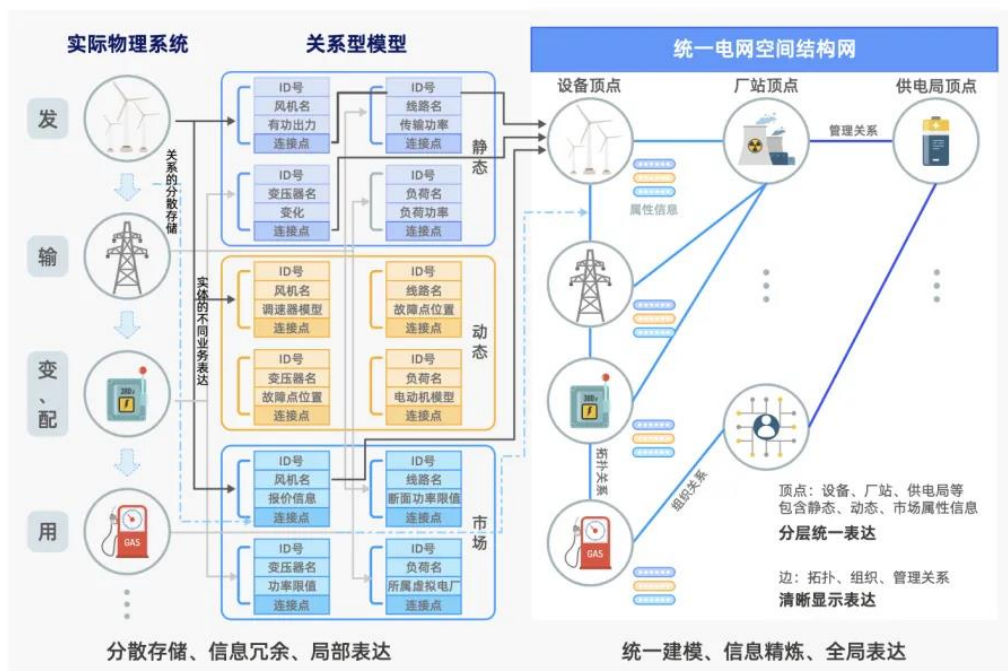 实际物理系统
关系型模型
统一电网空间结构网
发
输
变、配
用
关系的分散存储
实体的不同业务表达
ID号
风机名
有功出力
连接点
ID号
线路名
传输功率
连接点
ID号
变压器名
变化
连接点
ID号
负荷名
负荷功率
连接点
静态
ID号
风机名
调速器模型
连接点
ID号
线路名
故障点位置
连接点
ID号
变压器名
故障点位置
连接点
ID号
负荷名
电动机模型
连接点
动态
ID号
风机名
报价信息
连接点
ID号
线路名
断面功率限值
连接点
ID号
变压器名
功率限值
连接点
ID号
负荷名
所属虚拟电厂
连接点
市场
GAS
设备顶点
厂站顶点
供电局顶点
管理关系
属性信息
拓扑关系
组织关系
GAS
顶点：设备、厂站、供电局等
包含静态、动态、市场属性信息
分层统一表达
边：拓扑、组织、管理关系
清晰显示表达
分散存储、信息冗余、局部表达
统一建模、信息精炼、全局表达